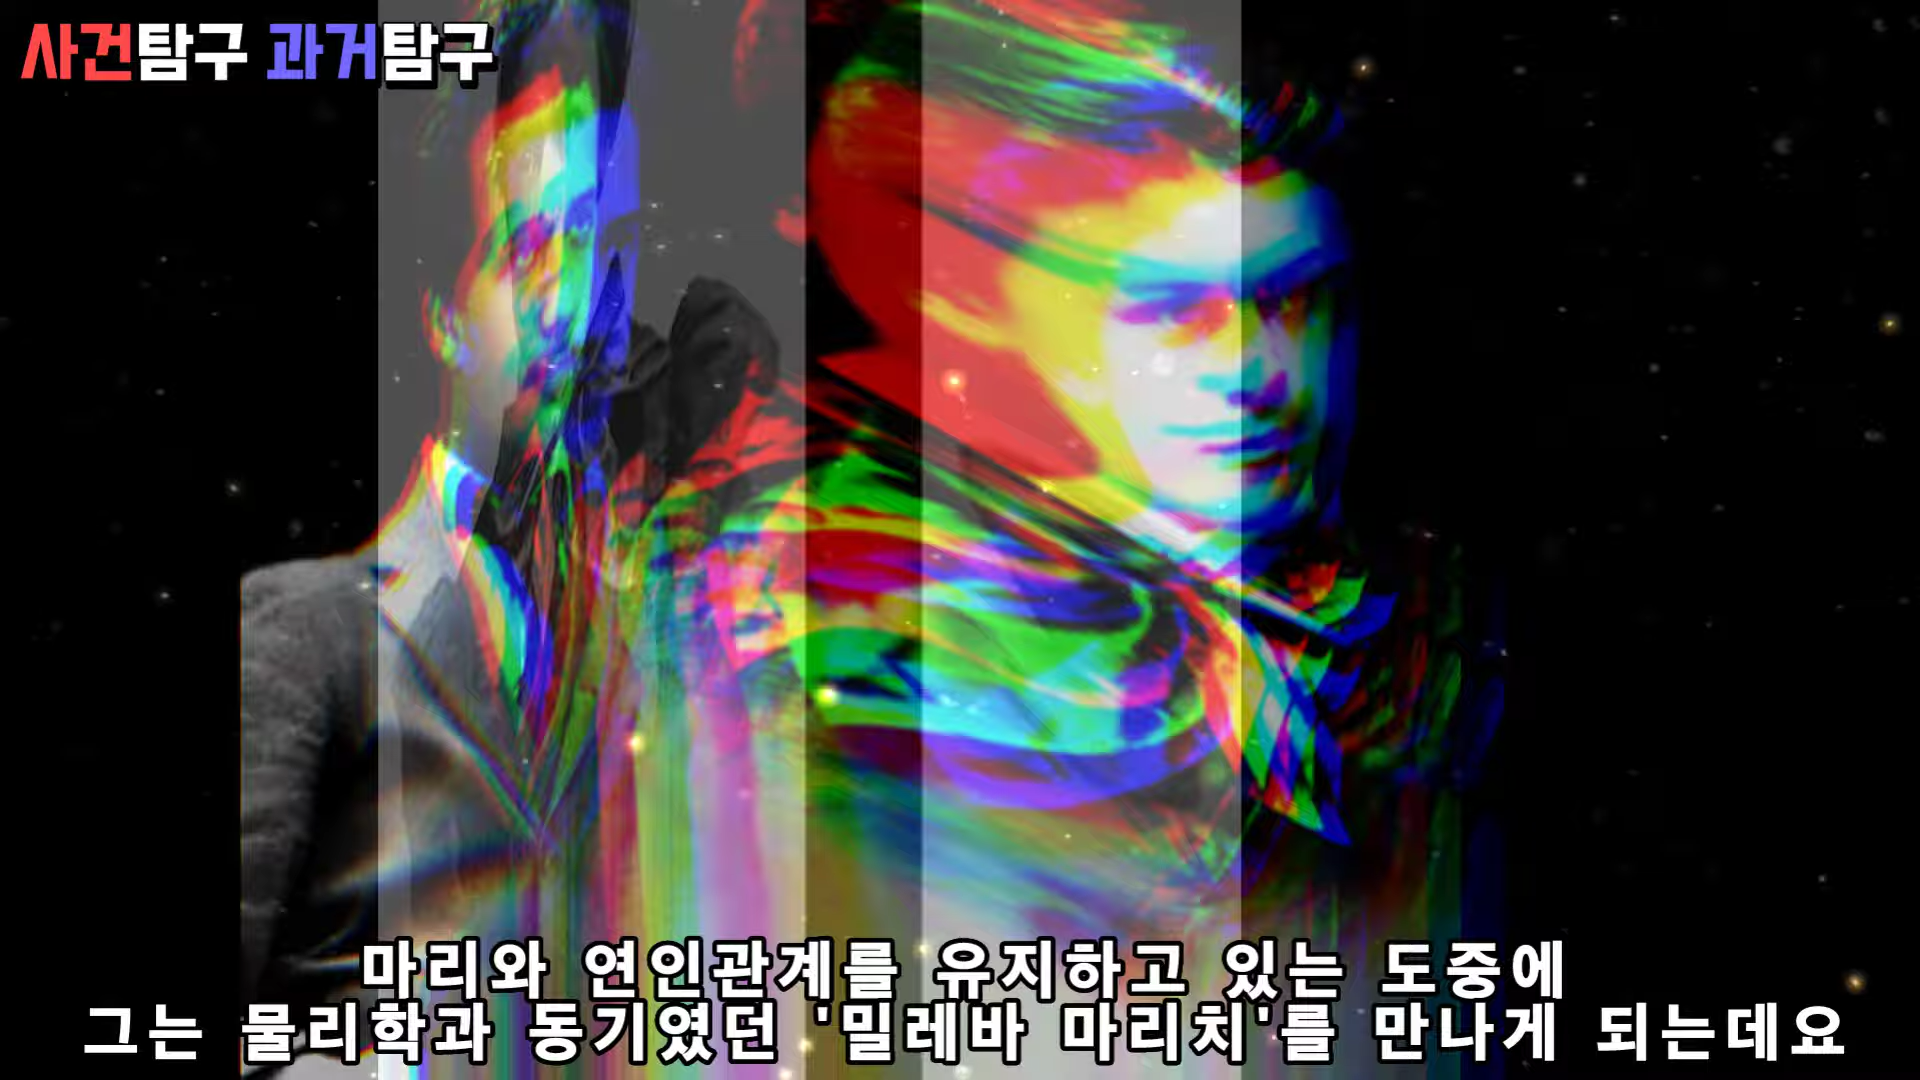 사건탐구 과거탐구
마리와 연인관계를 유지하고 있는 도중에
그는 물리학과 동기였던 '밀레바 마리치'를 만나게 되는데요